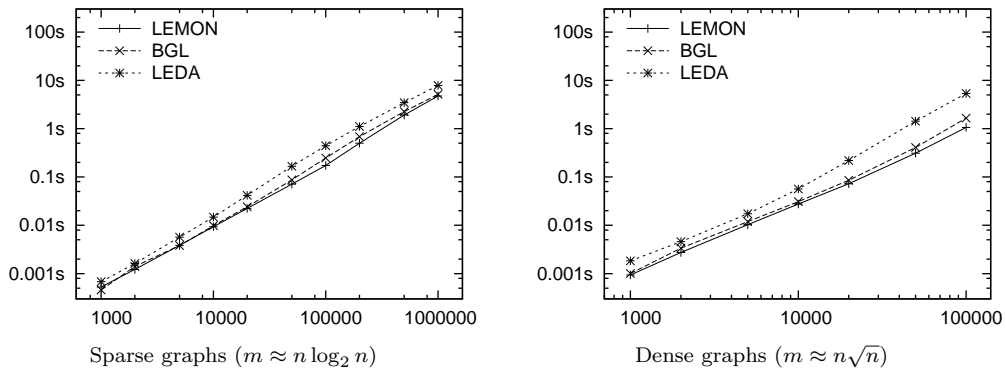 100s
10s
1s
0.1s
0.01s
0.001s
LEMON
BGL
LEDA
1000 10000 100000 1000000
Sparse graphs (m ≈ n log₂ n)
100s
10s
1s
0.1s
0.01s
0.001s
LEMON
BGL
LEDA
1000 10000 100000
Dense graphs (m ≈ n√n)